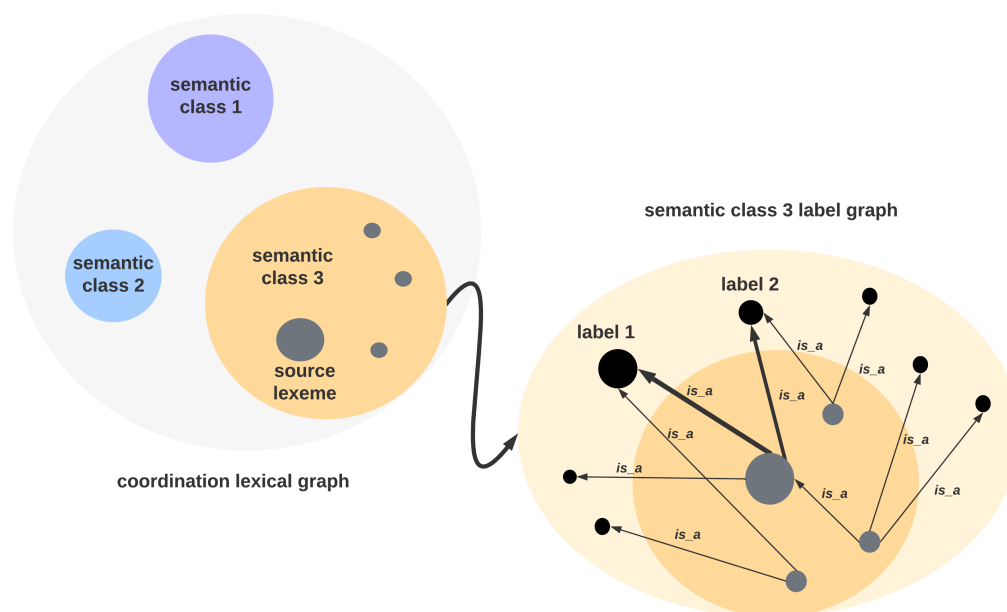 semantic
class 1
semantic
class 2
semantic
class 3
source
lexeme
coordination lexical graph
semantic class 3 label graph
label 2
label 1
is_a
is_a
is_a
is_a
is_a
is_a
is_a
is_a
is_a
is_a